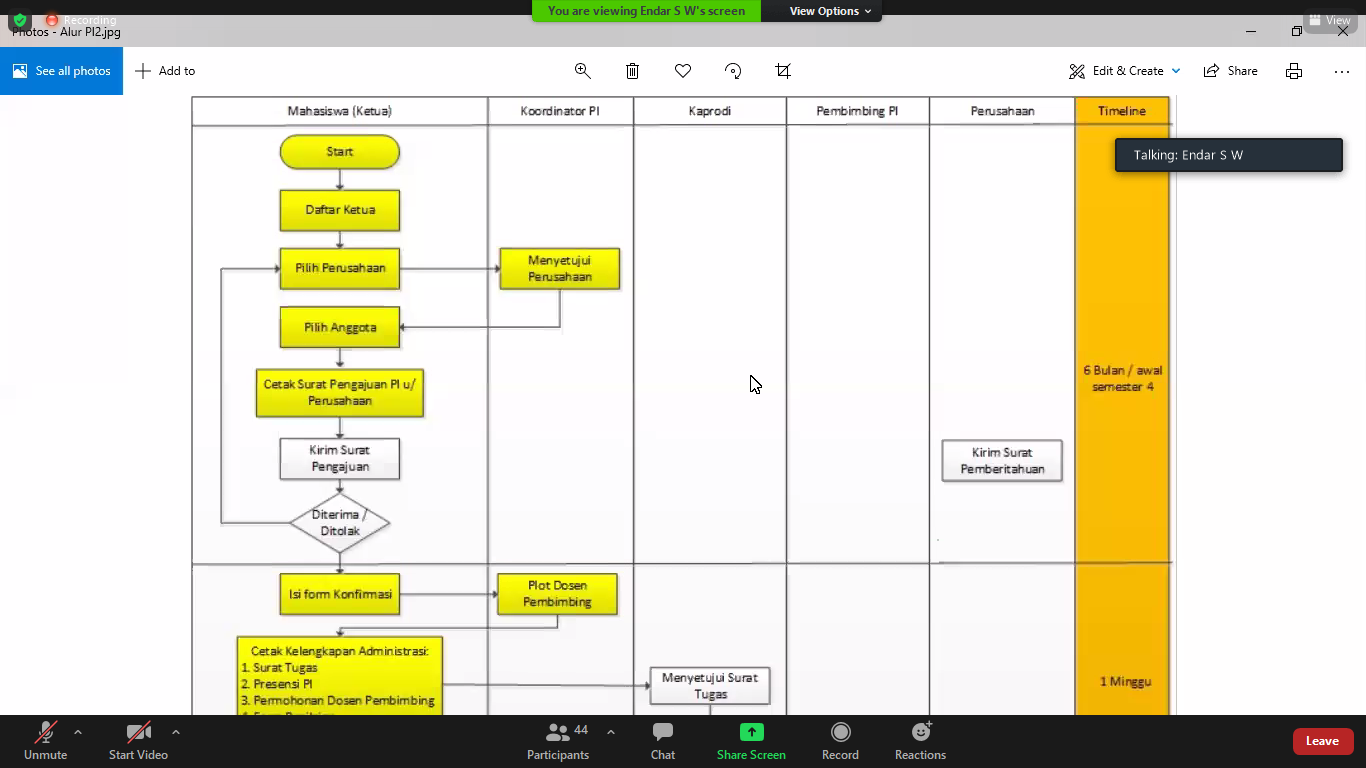 Recording
You are viewing Endar S W's screen
View Options
View
Photos - Alur PI2.jpg
See all photos
Add to
Edit & Create
Share
Mahasiswa (Ketua)
Koordinator PI
Kaprodi
Pembimbing PI
Perusahaan
Timeline
Talking: Endar S W
Start
Daftar Ketua
Pilih Perusahaan
Menyetujui
Perusahaan
Pilih Anggota
Cetak Surat Pengajuan PI u/
Perusahaan
6 Bulan / awal
semester 4
Kirim Surat
Pengajuan
Kirim Surat
Pemberitahuan
Diterima /
Ditolak
Isi form Konfirmasi
Plot Dosen
Pembimbing
Cetak Kelengkapan Administrasi:
1. Surat Tugas
2. Presensi PI
3. Permohonan Dosen Pembimbing
Menyetujui Surat
Tugas
1 Minggu
Unmute
Start Video
Participants
44
Chat
Share Screen
Record
Reactions
Leave